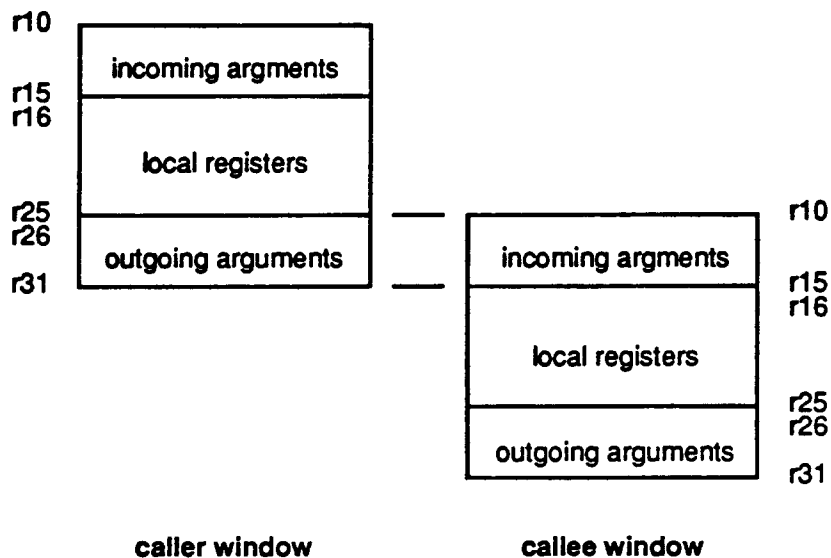 r10
incoming argments
r15
r16
local registers
r25
r26
outgoing arguments
r31
r10
incoming argments
r15
r16
local registers
r25
r26
outgoing arguments
r31
caller window
callee window